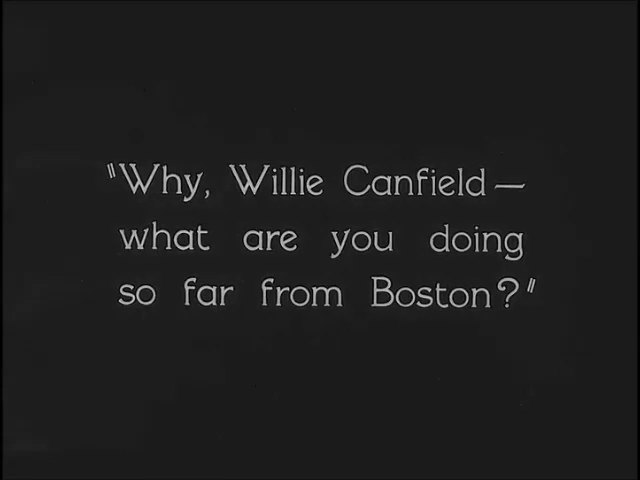 "Why, Willie Canfield—
what are you doing
so far from Boston?"